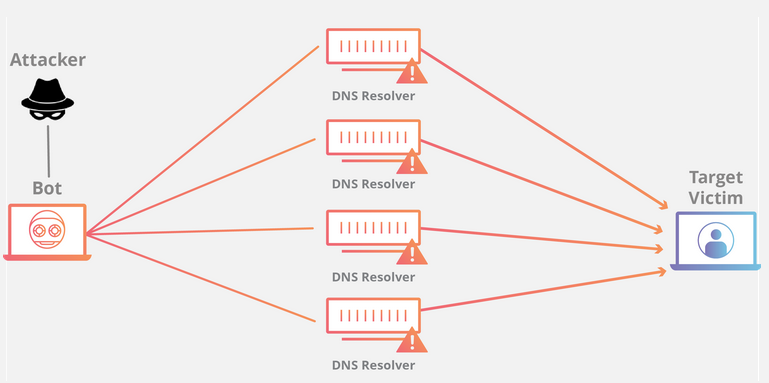 Attacker
Bot
DNS Resolver
DNS Resolver
DNS Resolver
DNS Resolver
Target
Victim